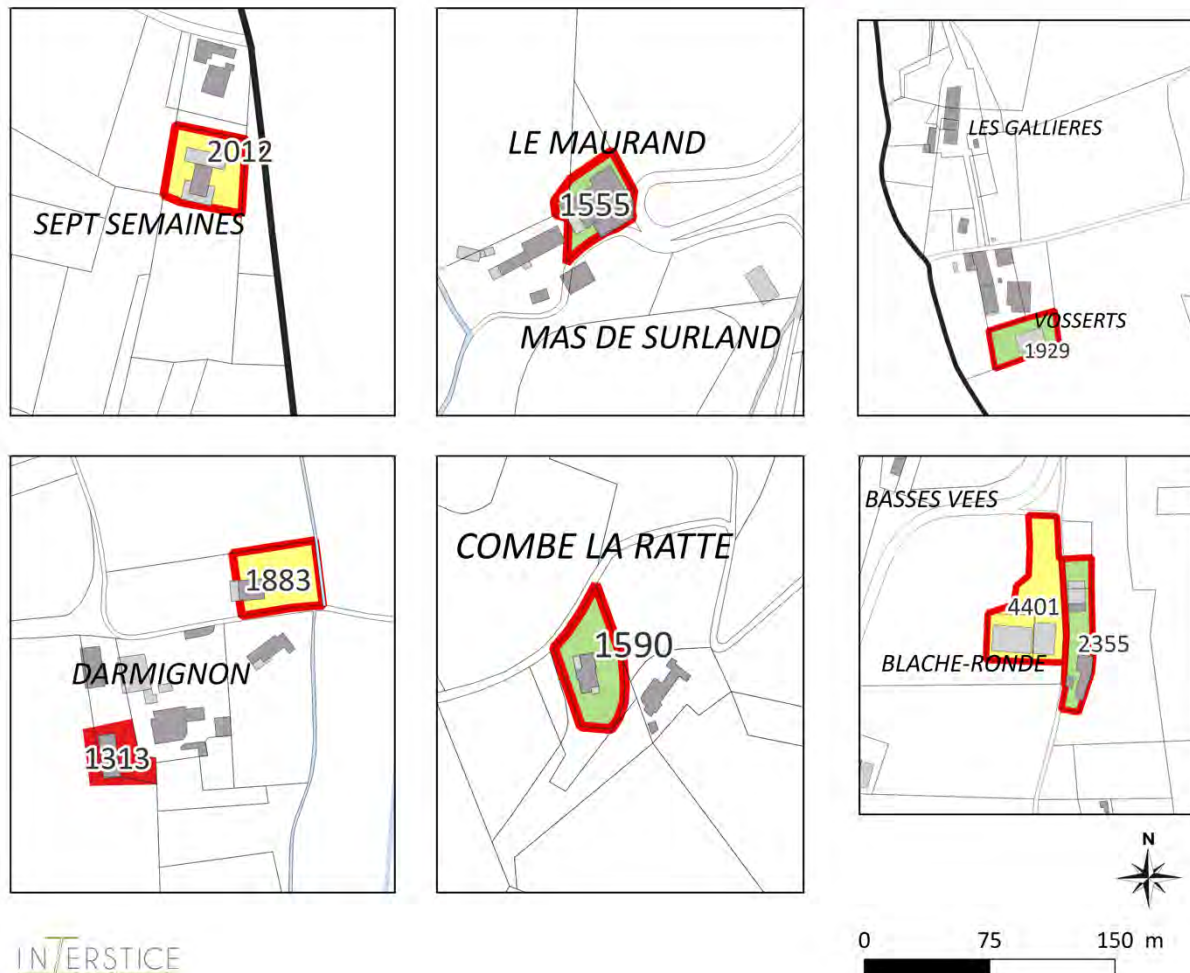 2012
SEPT SEMAINES
LE MAURAND
1555
MAS DE SURLAND
LES GALLIERES
VOSSERTS
1929
1883
DARMIGNON
1313
COMBE LA RATTE
1590
BASSES VEES
4401
2355
BLACHE-RONDE
N
0 75 150 m
INTERSTICE